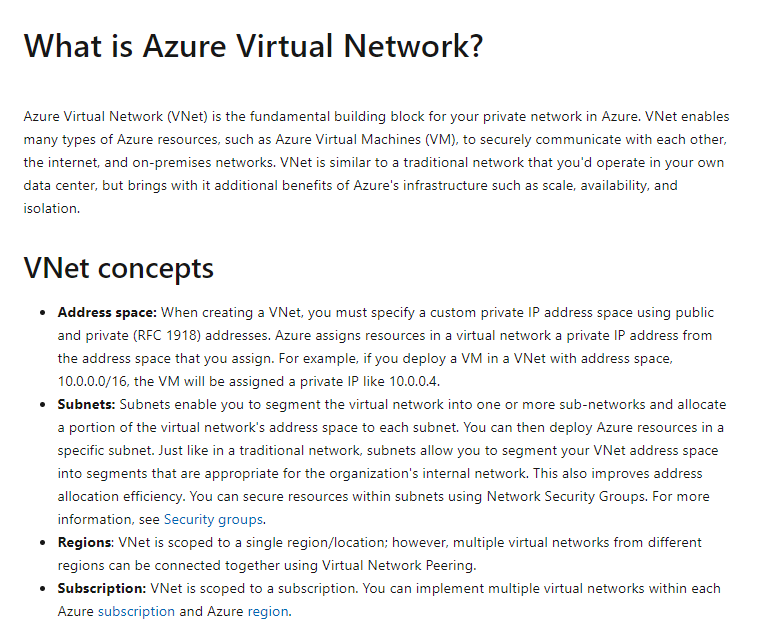 What is Azure Virtual Network?
Azure Virtual Network (VNet) is the fundamental building block for your private network in Azure. VNet enables
many types of Azure resources, such as Azure Virtual Machines (VM), to securely communicate with each other,
the internet, and on-premises networks. VNet is similar to a traditional network that you'd operate in your own
data center, but brings with it additional benefits of Azure's infrastructure such as scale, availability, and
isolation.
VNet concepts
• Address space: When creating a VNet, you must specify a custom private IP address space using public
and private (RFC 1918) addresses. Azure assigns resources in a virtual network a private IP address from
the address space that you assign. For example, if you deploy a VM in a VNet with address space,
10.0.0.0/16, the VM will be assigned a private IP like 10.0.0.4.
• Subnets: Subnets enable you to segment the virtual network into one or more sub-networks and allocate
a portion of the virtual network's address space to each subnet. You can then deploy Azure resources in a
specific subnet. Just like in a traditional network, subnets allow you to segment your VNet address space
into segments that are appropriate for the organization's internal network. This also improves address
allocation efficiency. You can secure resources within subnets using Network Security Groups. For more
information, see Security groups.
• Regions: VNet is scoped to a single region/location; however, multiple virtual networks from different
regions can be connected together using Virtual Network Peering.
• Subscription: VNet is scoped to a subscription. You can implement multiple virtual networks within each
Azure subscription and Azure region.